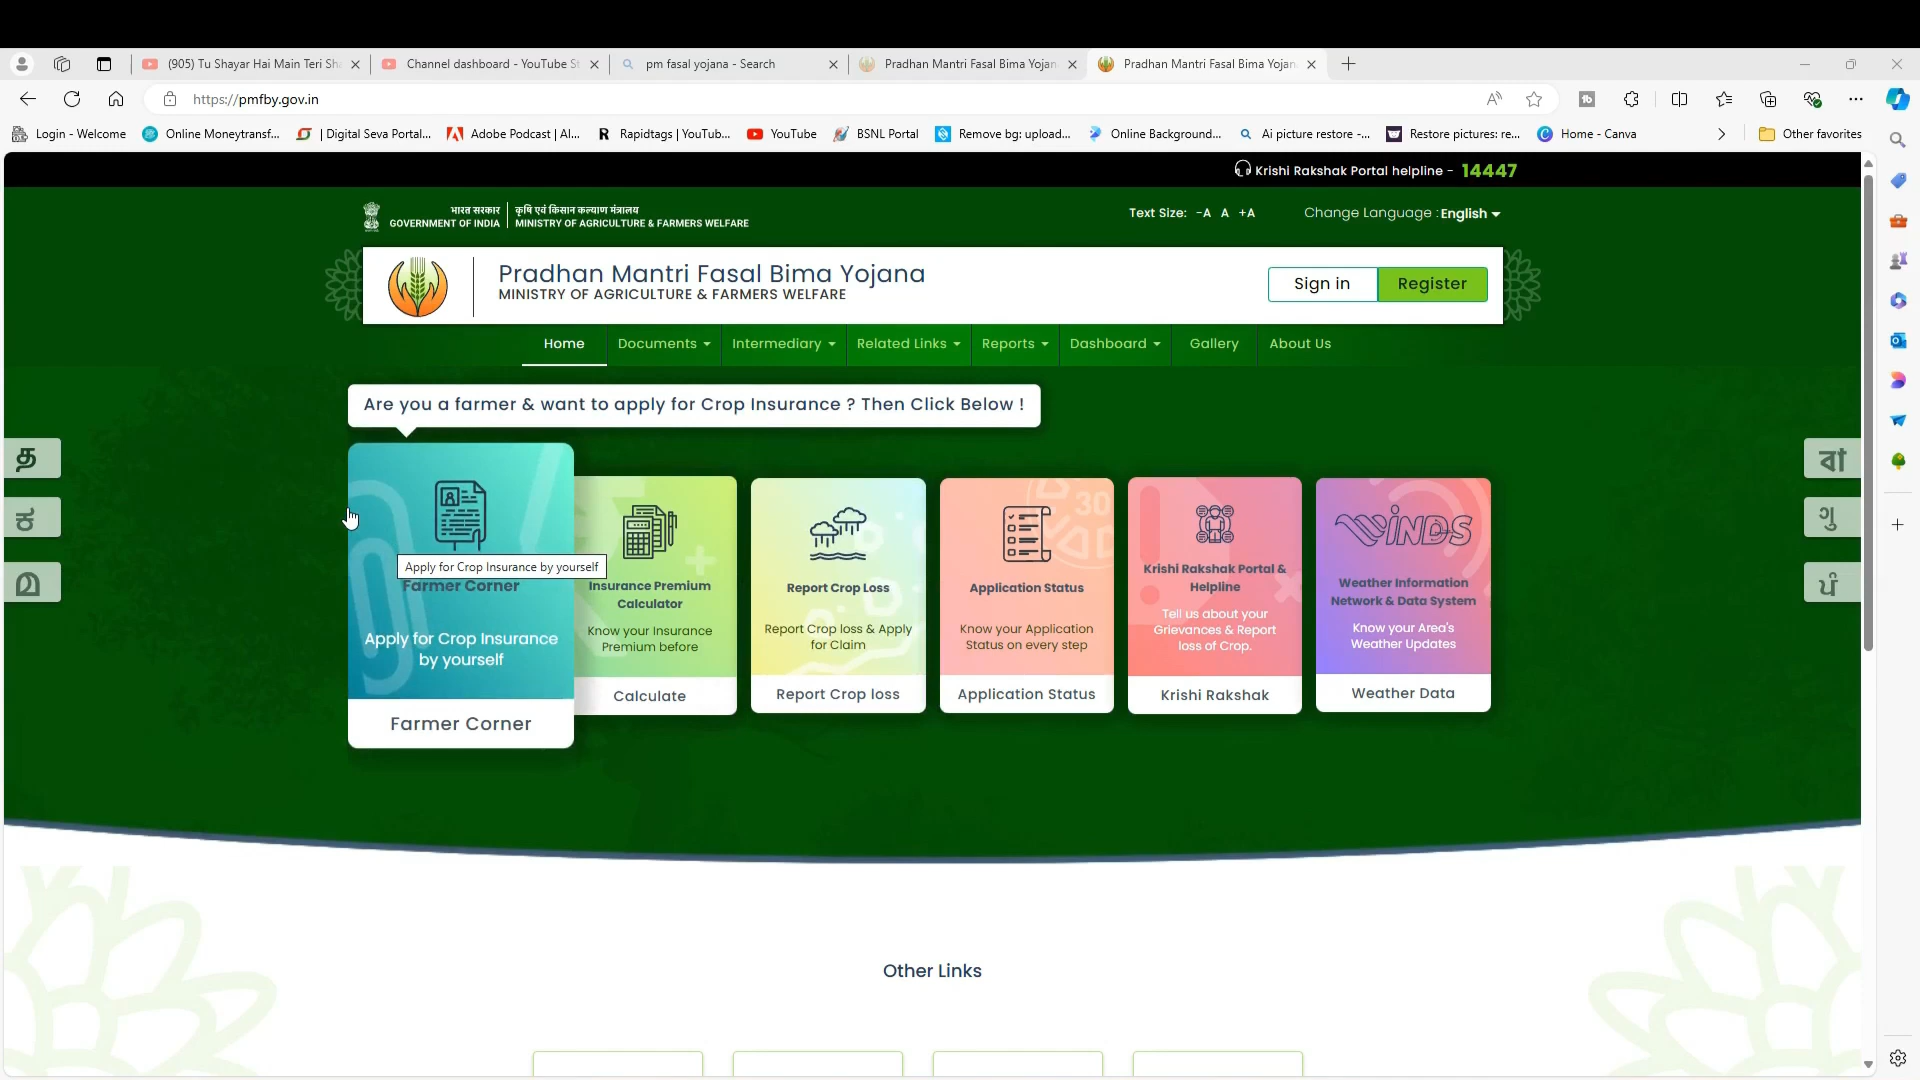 (905) Tu Shayar Hai Main Teri Sha
Channel dashboard - YouTube St
pm fasal yojana - Search
Pradhan Mantri Fasal Bima Yojan
Pradhan Mantri Fasal Bima Yojan
https://pmfby.gov.in
Login - Welcome
Online Moneytransf...
| Digital Seva Portal...
Adobe Podcast | AI...
Rapidtags | YouTub...
YouTube
BSNL Portal
Remove bg: upload...
Online Background...
Ai picture restore -...
Restore pictures: re...
Home - Canva
Other favorites
Krishi Rakshak Portal helpline - 14447
भारत सरकार
GOVERNMENT OF INDIA
कृषि एवं किसान कल्याण मंत्रालय
MINISTRY OF AGRICULTURE & FARMERS WELFARE
Text Size: -A A +A
Change Language : English
Pradhan Mantri Fasal Bima Yojana
MINISTRY OF AGRICULTURE & FARMERS WELFARE
Sign in
Register
Home
Documents
Intermediary
Related Links
Reports
Dashboard
Gallery
About Us
Are you a farmer & want to apply for Crop Insurance ? Then Click Below !
த
ಕ
മ
বা
ગુ
ਪੰ
Apply for Crop Insurance by yourself
Farmer Corner
Apply for Crop Insurance
by yourself
Farmer Corner
Insurance Premium
Calculator
Know your Insurance
Premium before
Calculate
Report Crop Loss
Report Crop loss & Apply
for Claim
Report Crop loss
30
Application Status
Know your Application
Status on every step
Application Status
Krishi Rakshak Portal &
Helpline
Tell us about your
Grievances & Report
loss of Crop.
Krishi Rakshak
WINDS
Weather Information
Network & Data System
Know your Area's
Weather Updates
Weather Data
Other Links